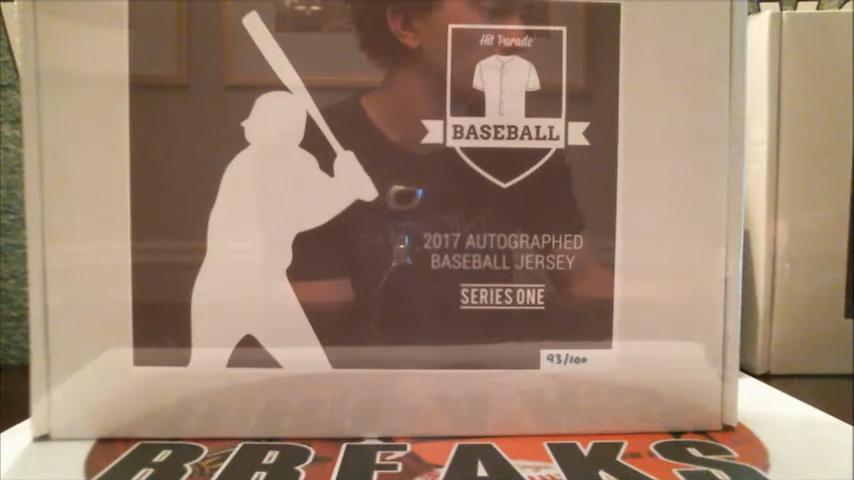 Hit Parade
BASEBALL
2017 AUTOGRAPHED
BASEBALL JERSEY
SERIES ONE
93/100
BREAKS